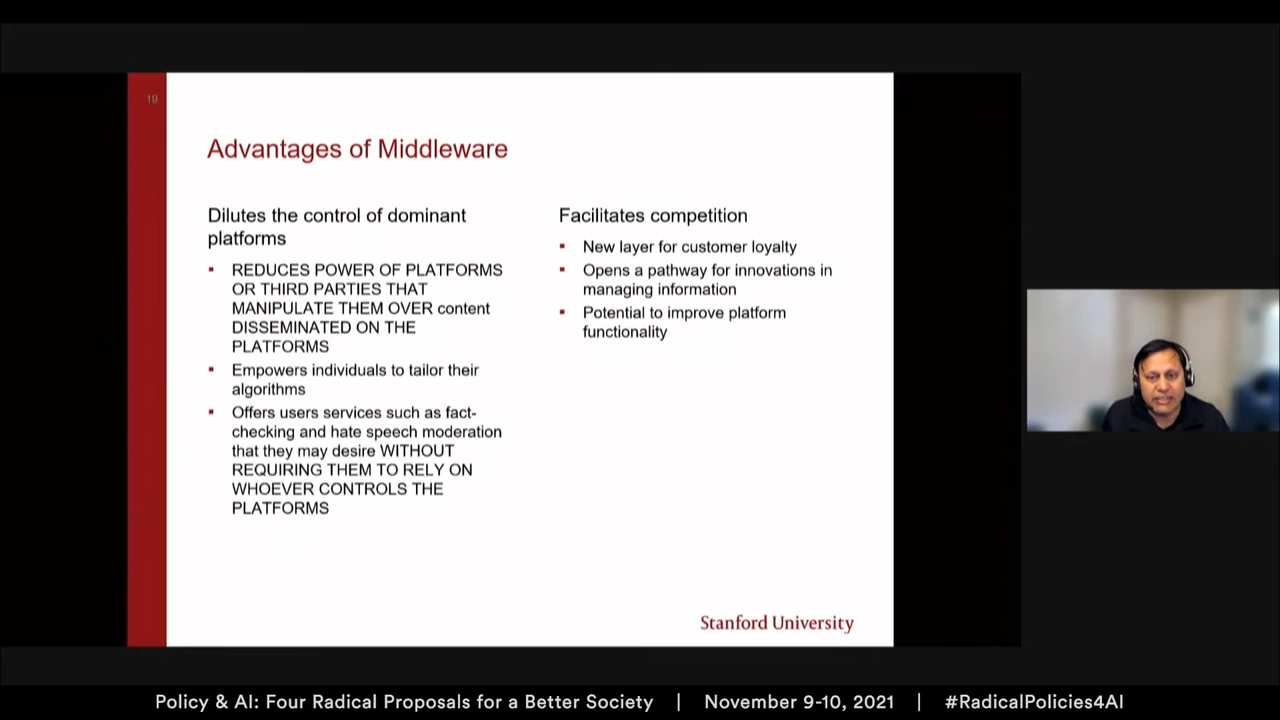 19
Advantages of Middleware
Dilutes the control of dominant
platforms
▪ REDUCES POWER OF PLATFORMS
OR THIRD PARTIES THAT
MANIPULATE THEM OVER content
DISSEMINATED ON THE
PLATFORMS
▪ Empowers individuals to tailor their
algorithms
▪ Offers users services such as fact-
checking and hate speech moderation
that they may desire WITHOUT
REQUIRING THEM TO RELY ON
WHOEVER CONTROLS THE
PLATFORMS
Facilitates competition
▪ New layer for customer loyalty
▪ Opens a pathway for innovations in
managing information
▪ Potential to improve platform
functionality
Stanford University
Policy & AI: Four Radical Proposals for a Better Society | November 9-10, 2021 | #RadicalPolicies4AI